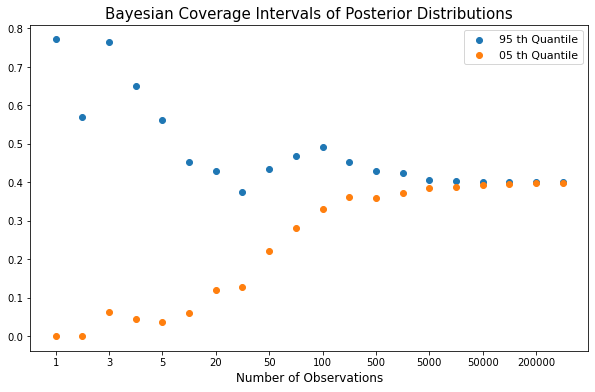 Bayesian Coverage Intervals of Posterior Distributions
95 th Quantile
05 th Quantile
0.8
0.7
0.6
0.5
0.4
0.3
0.2
0.1
0.0
1 3 5 20 50 100 500 5000 50000 200000
Number of Observations